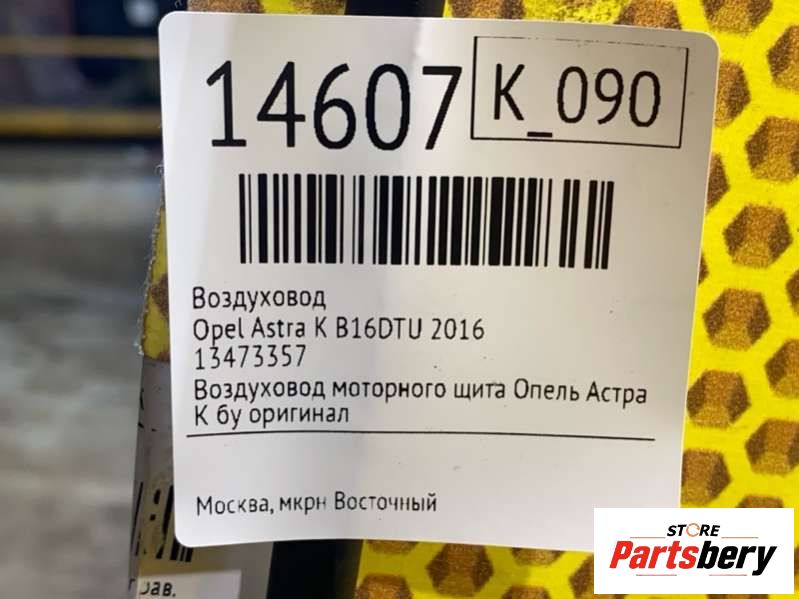 14607 K_090
Воздуховод
Opel Astra K B16DTU 2016
13473357
Воздуховод моторного щита Опель Астра
К бу оригинал
Москва, мкрн Восточный
STORE
Partsbery